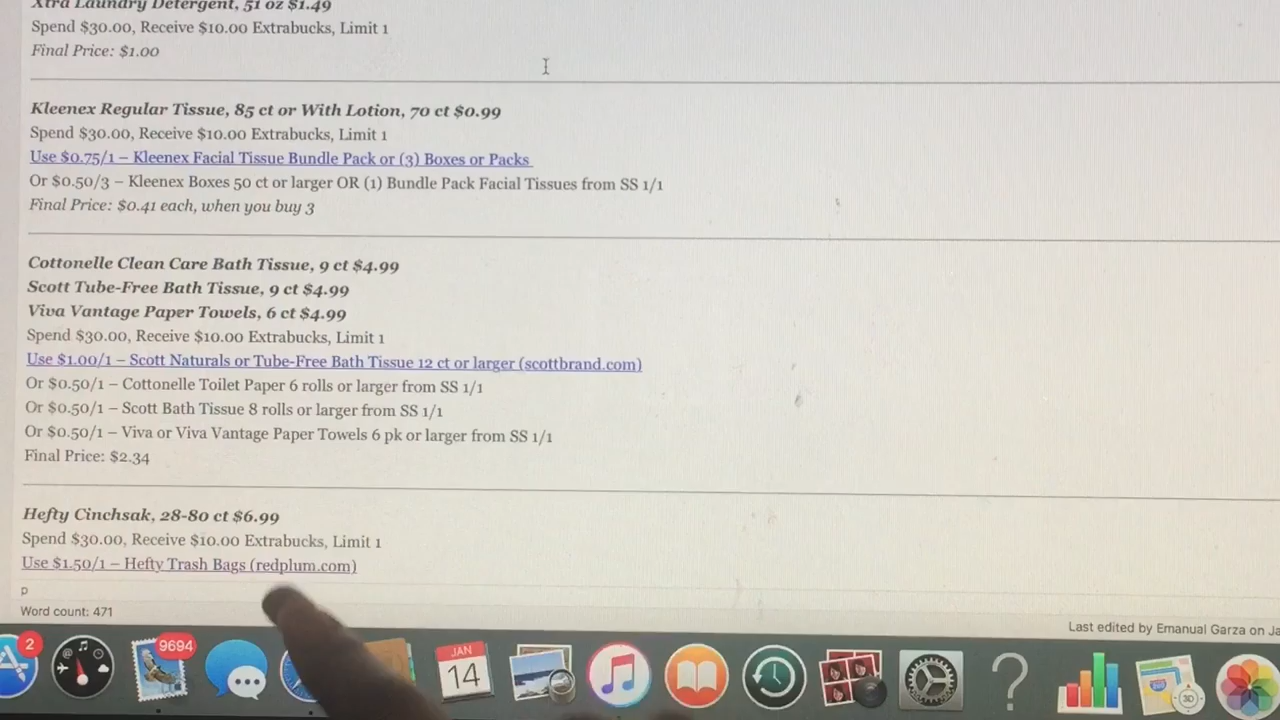 Xtra Laundry Detergent, 51 oz $1.49
Spend $30.00, Receive $10.00 Extrabucks, Limit 1
Final Price: $1.00
Kleenex Regular Tissue, 85 ct or With Lotion, 70 ct $0.99
Spend $30.00, Receive $10.00 Extrabucks, Limit 1
Use $0.75/1 – Kleenex Facial Tissue Bundle Pack or (3) Boxes or Packs
Or $0.50/3 – Kleenex Boxes 50 ct or larger OR (1) Bundle Pack Facial Tissues from SS 1/1
Final Price: $0.41 each, when you buy 3
Cottonelle Clean Care Bath Tissue, 9 ct $4.99
Scott Tube-Free Bath Tissue, 9 ct $4.99
Viva Vantage Paper Towels, 6 ct $4.99
Spend $30.00, Receive $10.00 Extrabucks, Limit 1
Use $1.00/1 – Scott Naturals or Tube-Free Bath Tissue 12 ct or larger (scottbrand.com)
Or $0.50/1 – Cottonelle Toilet Paper 6 rolls or larger from SS 1/1
Or $0.50/1 – Scott Bath Tissue 8 rolls or larger from SS 1/1
Or $0.50/1 – Viva or Viva Vantage Paper Towels 6 pk or larger from SS 1/1
Final Price: $2.34
Hefty Cinchsak, 28-80 ct $6.99
Spend $30.00, Receive $10.00 Extrabucks, Limit 1
Use $1.50/1 – Hefty Trash Bags (redplum.com)
p
Word count: 471
Last edited by Emanual Garza on Ja
2
9694
JAN
14
?
3D